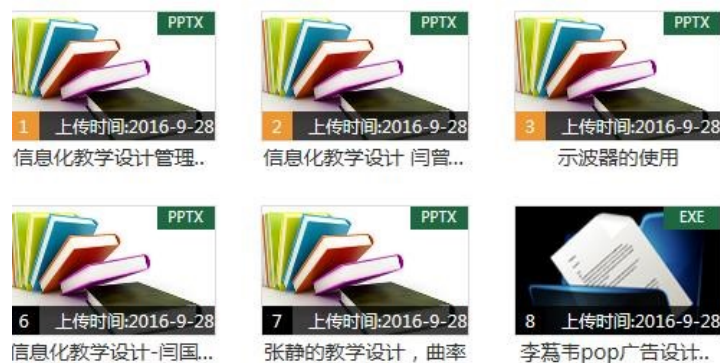 PPTX
PPTX
PPTX
1 上传时间:2016-9-28
2 上传时间:2016-9-28
3 上传时间:2016-9-28
信息化教学设计管理..
信息化教学设计 闫曾...
示波器的使用
PPTX
PPTX
EXE
6 上传时间:2016-9-28
7 上传时间:2016-9-28
8 上传时间:2016-9-28
信息化教学设计-闫国...
张静的教学设计，曲率
李蔫韦pop广告设计..